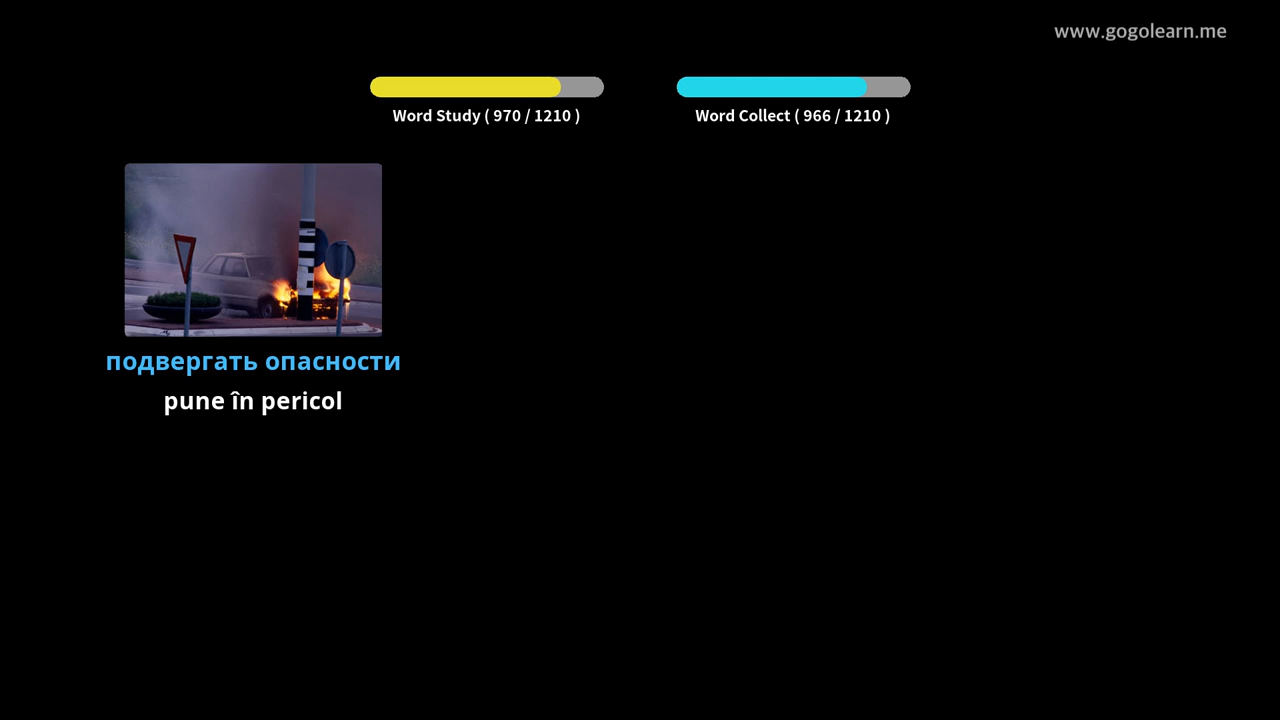 www.gogolearn.me
Word Study ( 970 / 1210 )
Word Collect ( 966 / 1210 )
подвергать опасности
pune în pericol